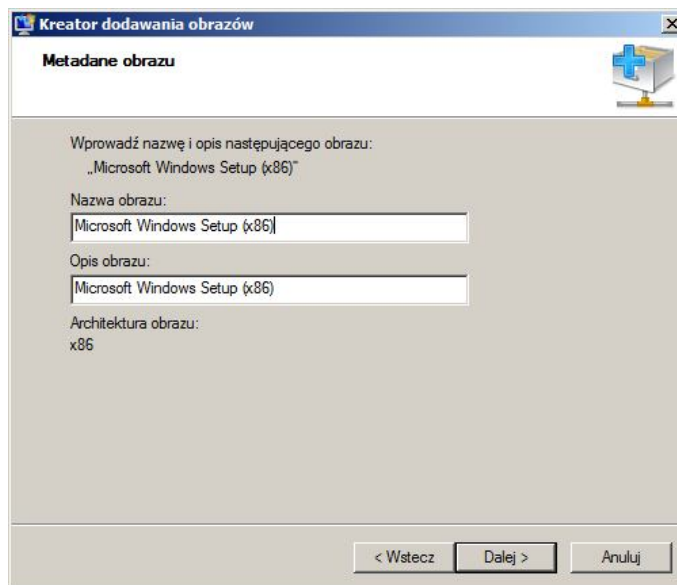 Kreator dodawania obrazów
Metadane obrazu
Wprowadź nazwę i opis następującego obrazu:
„Microsoft Windows Setup (x86)”
Nazwa obrazu:
Microsoft Windows Setup (x86)
Opis obrazu:
Microsoft Windows Setup (x86)
Architektura obrazu:
x86
< Wstecz Dalej > Anuluj